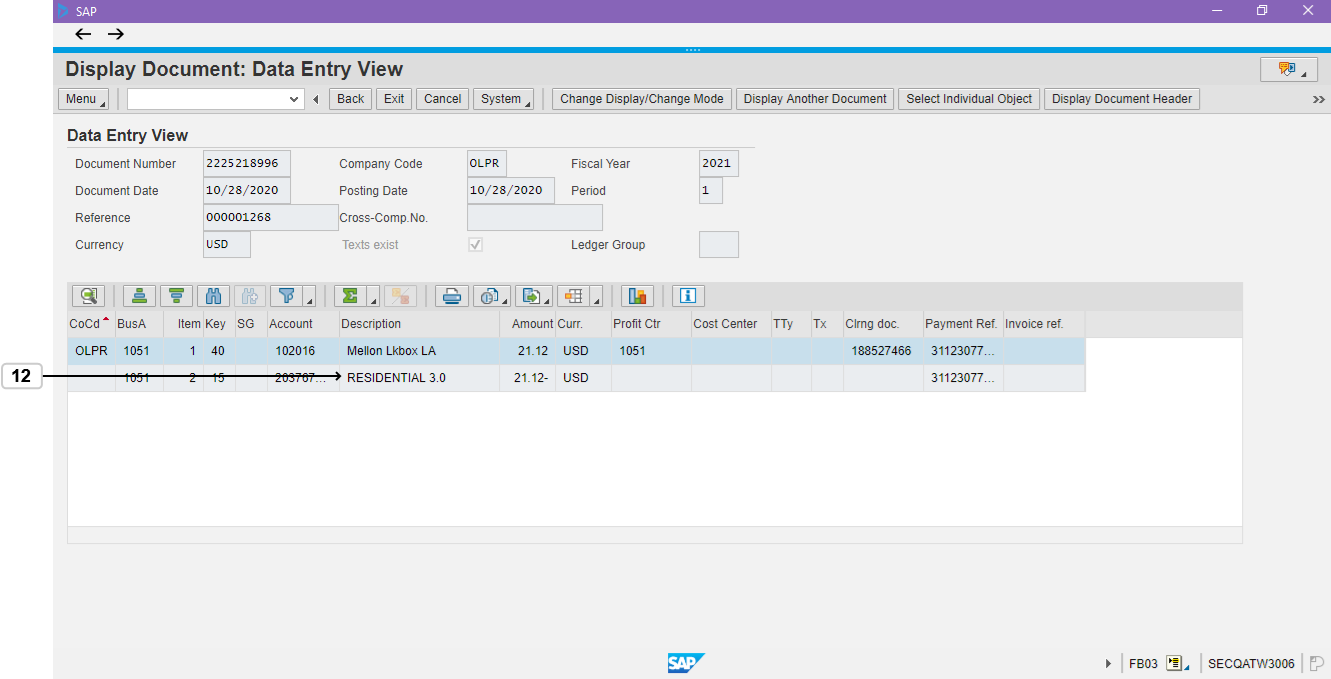 SAP
Display Document: Data Entry View
Menu Back Exit Cancel System Change Display/Change Mode Display Another Document Select Individual Object Display Document Header
Data Entry View
Document Number 2225218996 Company Code OLPR Fiscal Year 2021
Document Date 10/28/2020 Posting Date 10/28/2020 Period 1
Reference 000001268 Cross-Comp.No.
Currency USD Texts exist Ledger Group
CoCd BusA Item Key SG Account Description Amount Curr. Profit Ctr Cost Center TTy Tx Clrng doc. Payment Ref. Invoice ref.
OLPR 1051 1 40 102016 Mellon Lkbox LA 21.12 USD 1051 188527466 31123077...
12 1051 2 15 203767... RESIDENTIAL 3.0 21.12- USD 31123077...
SAP FB03 SECQATW3006